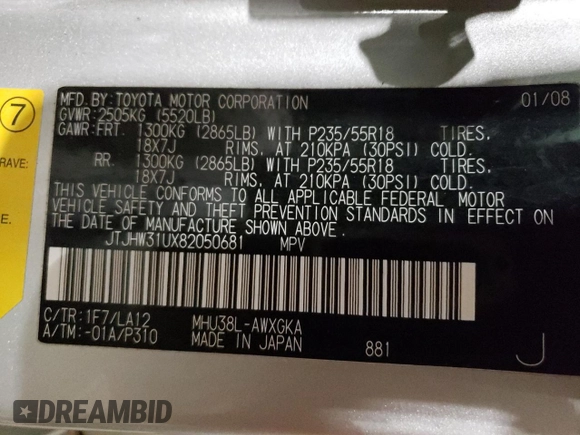 MFD.BY:TOYOTA MOTOR CORPORATION 01/08
GVWR:2505KG (5520LB)
GAWR:FRT. 1300KG (2865LB) WITH P235/55R18 TIRES.
18X7J RIMS, AT 210KPA (30PSI) COLD.
RR. 1300KG (2865LB) WITH P235/55R18 TIRES.
18X7J RIMS, AT 210KPA (30PSI) COLD.
THIS VEHICLE CONFORMS TO ALL APPLICABLE FEDERAL MOTOR
VEHICLE SAFETY AND THEFT PREVENTION STANDARDS IN EFFECT ON
THE DATE OF MANUFACTURE SHOWN ABOVE.
JTJHW31UX82050681 MPV
C/TR:1F7/LA12 MHU38L-AWXGKA
A/TM:-01A/P310 MADE IN JAPAN 881 J
7
RAVE:
DREAMBID